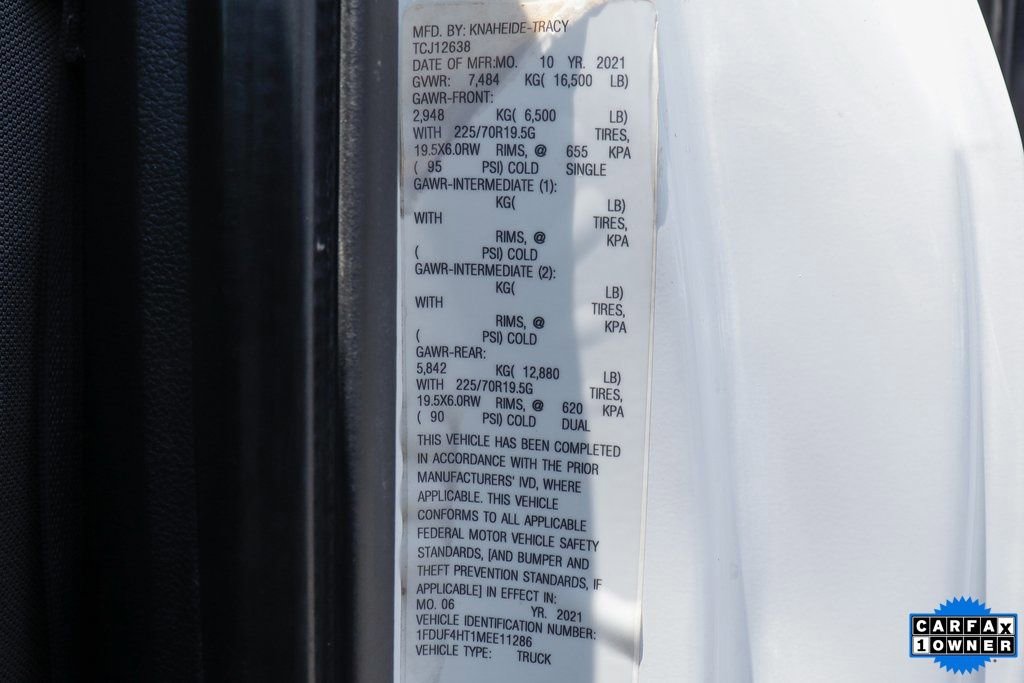 MFD. BY: KNAHEIDE-TRACY
TCJ12638
DATE OF MFR:MO. 10 YR. 2021
GVWR: 7,484 KG( 16,500 LB)
GAWR-FRONT:
2,948 KG( 6,500 LB)
WITH 225/70R19.5G TIRES,
19.5X6.0RW RIMS, @ 655 KPA
( 95 PSI) COLD SINGLE
GAWR-INTERMEDIATE (1):
KG( LB)
WITH TIRES,
RIMS, @ KPA
( PSI) COLD
GAWR-INTERMEDIATE (2):
KG( LB)
WITH TIRES,
RIMS, @ KPA
( PSI) COLD
GAWR-REAR:
5,842 KG( 12,880 LB)
WITH 225/70R19.5G TIRES,
19.5X6.0RW RIMS, @ 620 KPA
( 90 PSI) COLD DUAL
THIS VEHICLE HAS BEEN COMPLETED
IN ACCORDANCE WITH THE PRIOR
MANUFACTURERS' IVD, WHERE
APPLICABLE. THIS VEHICLE
CONFORMS TO ALL APPLICABLE
FEDERAL MOTOR VEHICLE SAFETY
STANDARDS, [AND BUMPER AND
THEFT PREVENTION STANDARDS, IF
APPLICABLE] IN EFFECT IN:
MO. 06 YR. 2021
VEHICLE IDENTIFICATION NUMBER:
1FDUF4HT1MEE11286
VEHICLE TYPE: TRUCK
CARFAX
1 OWNER